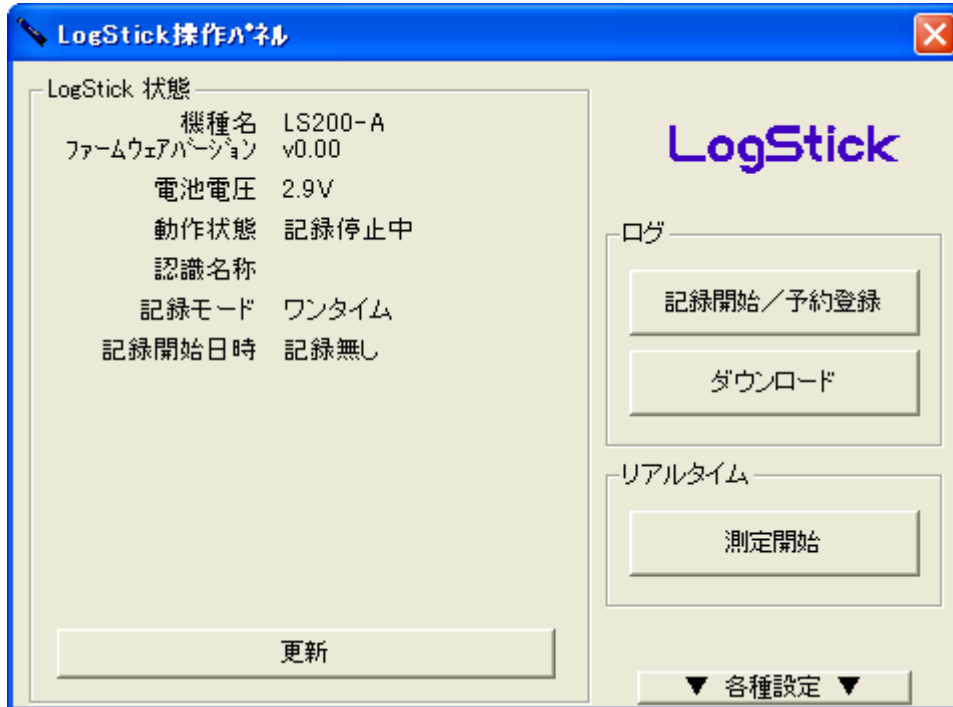 LogStick操作ﾊﾟﾈﾙ
LogStick 状態
機種名 LS200-A
ﾌｧｰﾑｳｪｱﾊﾞｰｼﾞｮﾝ v0.00
電池電圧 2.9V
動作状態 記録停止中
認識名称
記録モード ワンタイム
記録開始日時 記録無し
更新
LogStick
ログ
記録開始／予約登録
ダウンロード
リアルタイム
測定開始
▼ 各種設定 ▼